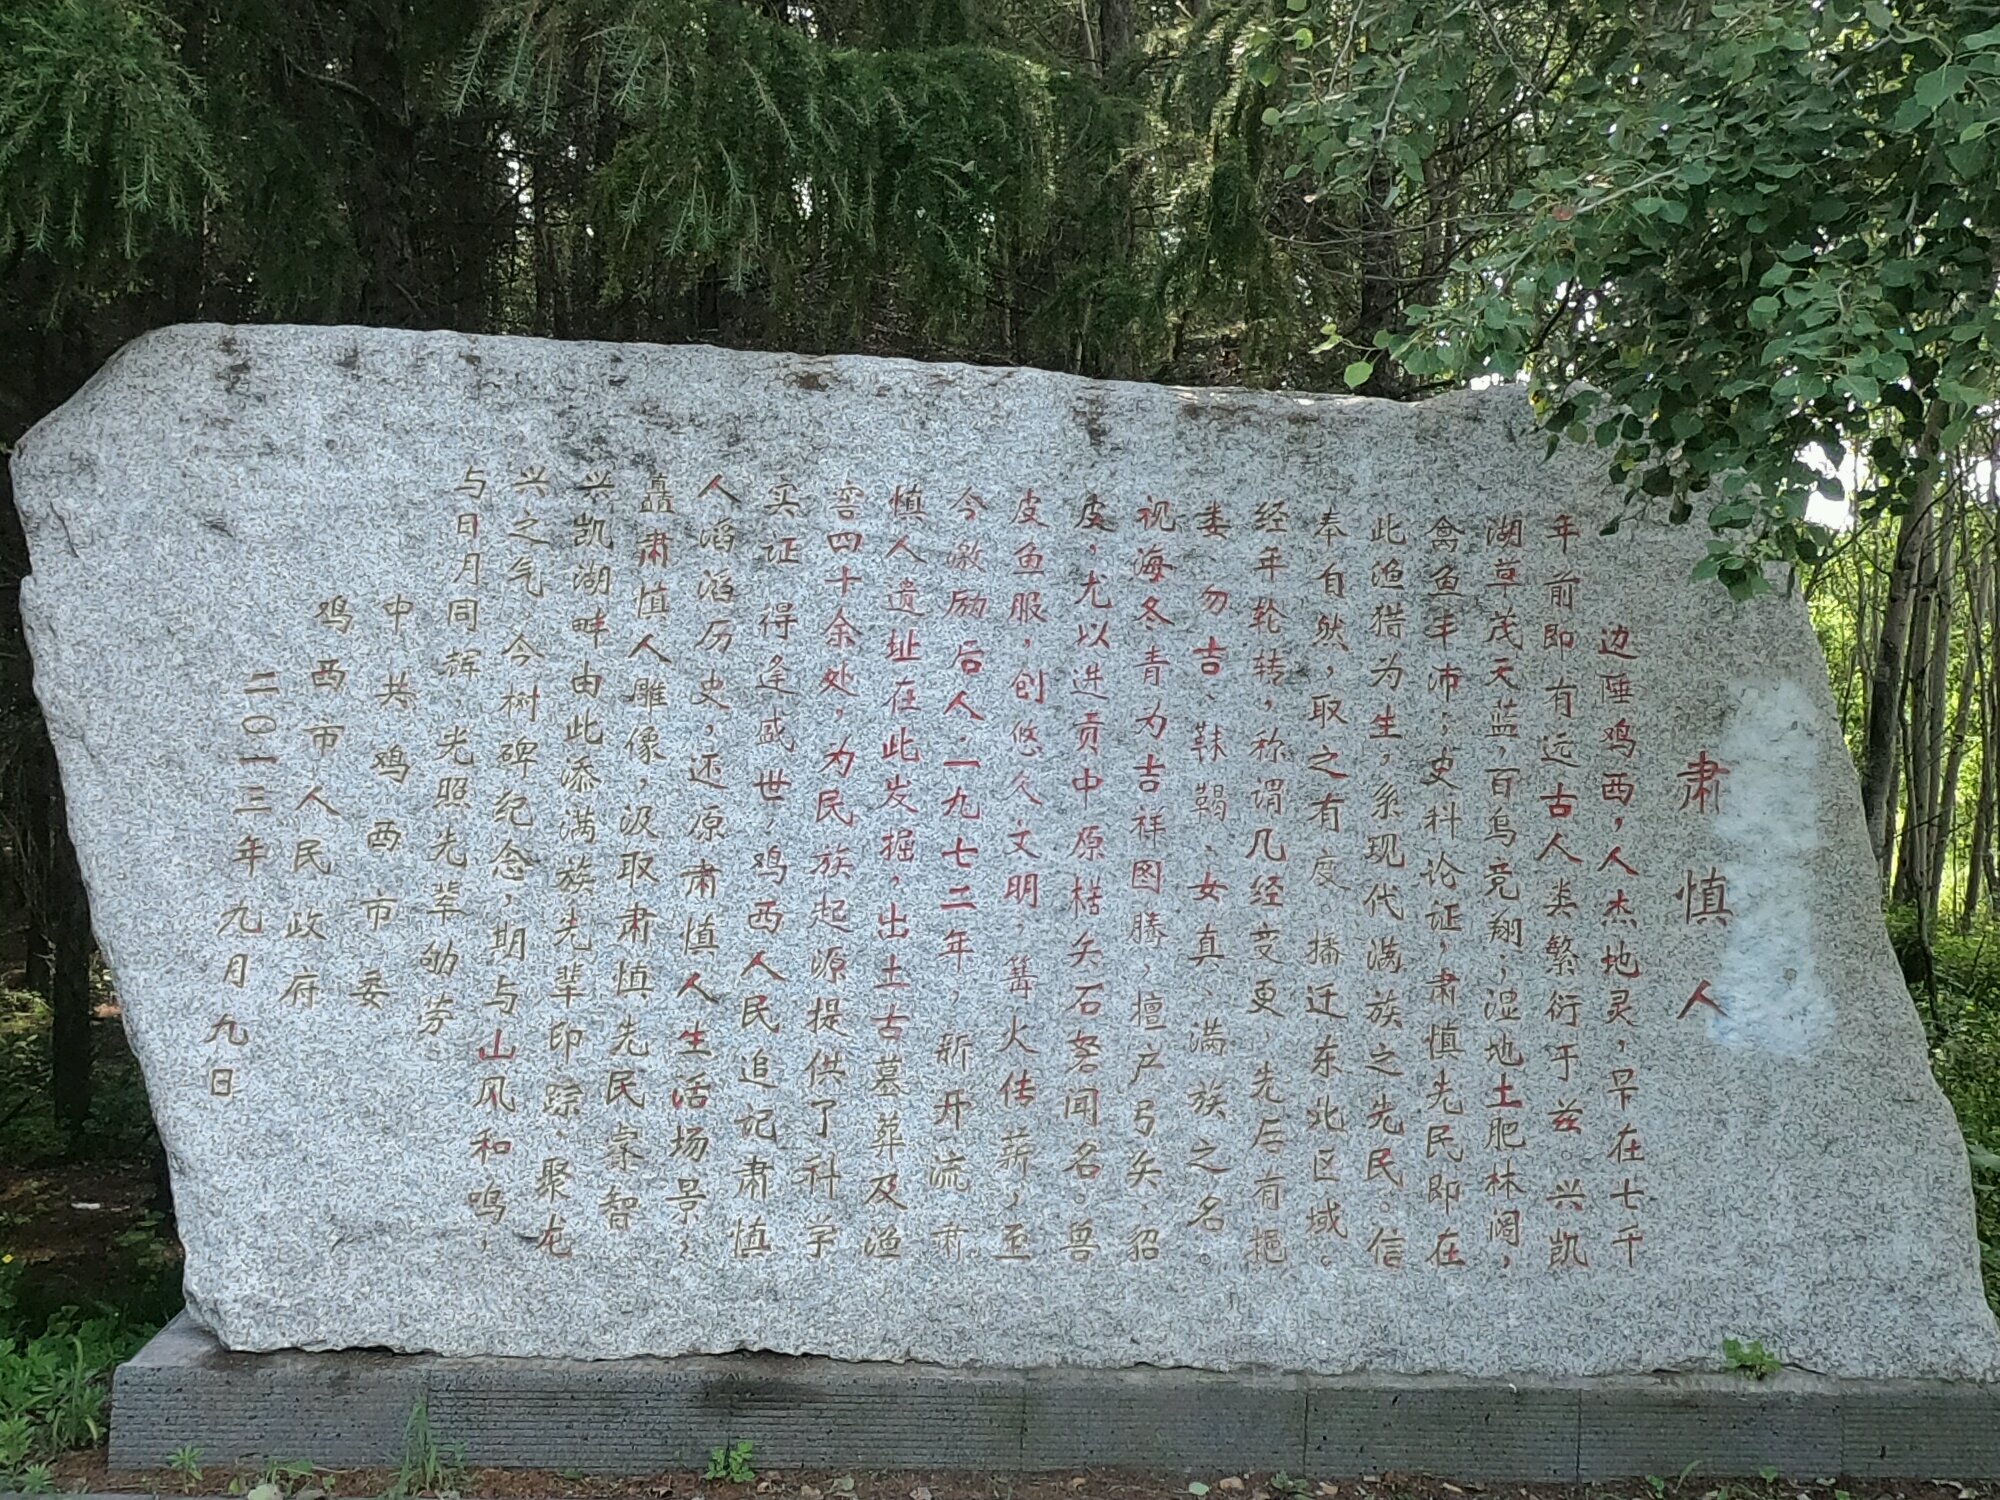 肃慎人
边陲鸡西，人杰地灵，早在七千
年前即有远古人类繁衍于兹。兴凯
湖草茂天蓝，百鸟竞翔；湿地土肥林阔，
禽鱼丰沛；史料论证，肃慎先民即在
此渔猎为生，系现代满族之先民。信
奉自然，取之有度。播迁东北区域。
经年轮转，称谓几经变更，先后有挹
娄、勿吉、靺鞨、女真、满族之名。
视海冬青为吉祥图腾，擅户弓矢、貂
皮，尤以进贡中原楛矢石砮闻名。兽
皮鱼服，创悠久文明，篝火传薪，至
今激励后人。一九七二年，新开流肃
慎人遗址在此发掘，出土古墓葬及渔
窖四十余处，为民族起源提供了科学
实证。得逢盛世，鸡西人民追记肃慎
人滔滔历史，还原肃慎人生活场景，
矗肃慎人雕像，汲取肃慎先民睿智
兴凯湖畔由此添满族先辈印踪、聚龙
兴之气。今树碑纪念，期与山风和鸣，
与日月同辉，光照先辈劬劳。
中共鸡西市委
鸡西市人民政府
二〇一三年九月九日